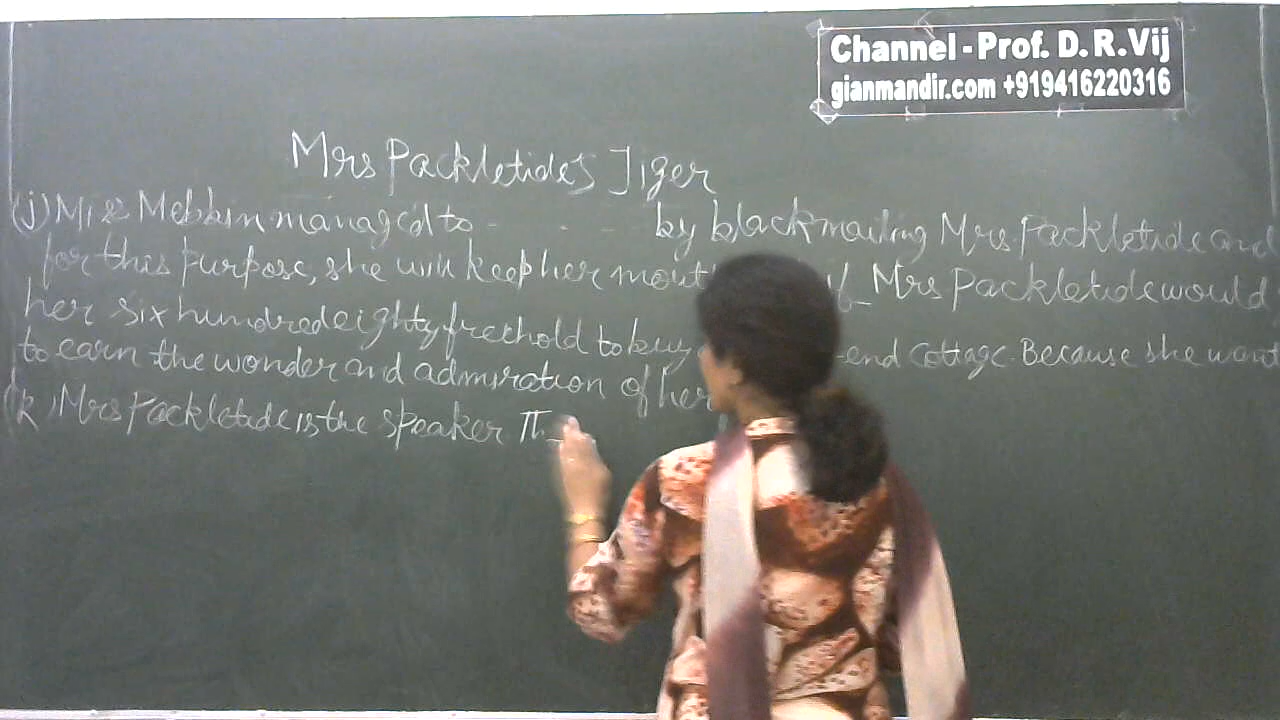 Channel - Prof. D. R. Vij
gianmandir.com +919416220316
Mrs Packletide's Tiger
(j) Miss Mebbin managed to - - - by blackmailing Mrs. Packletide and
for this purpose, she will keep her mouth if Mrs Packletide would
her six hundred eighty freehold to buy -end Cottage. Because she want
to earn the wonder and admiration of her
(k) Mrs Packletide is the speaker Th